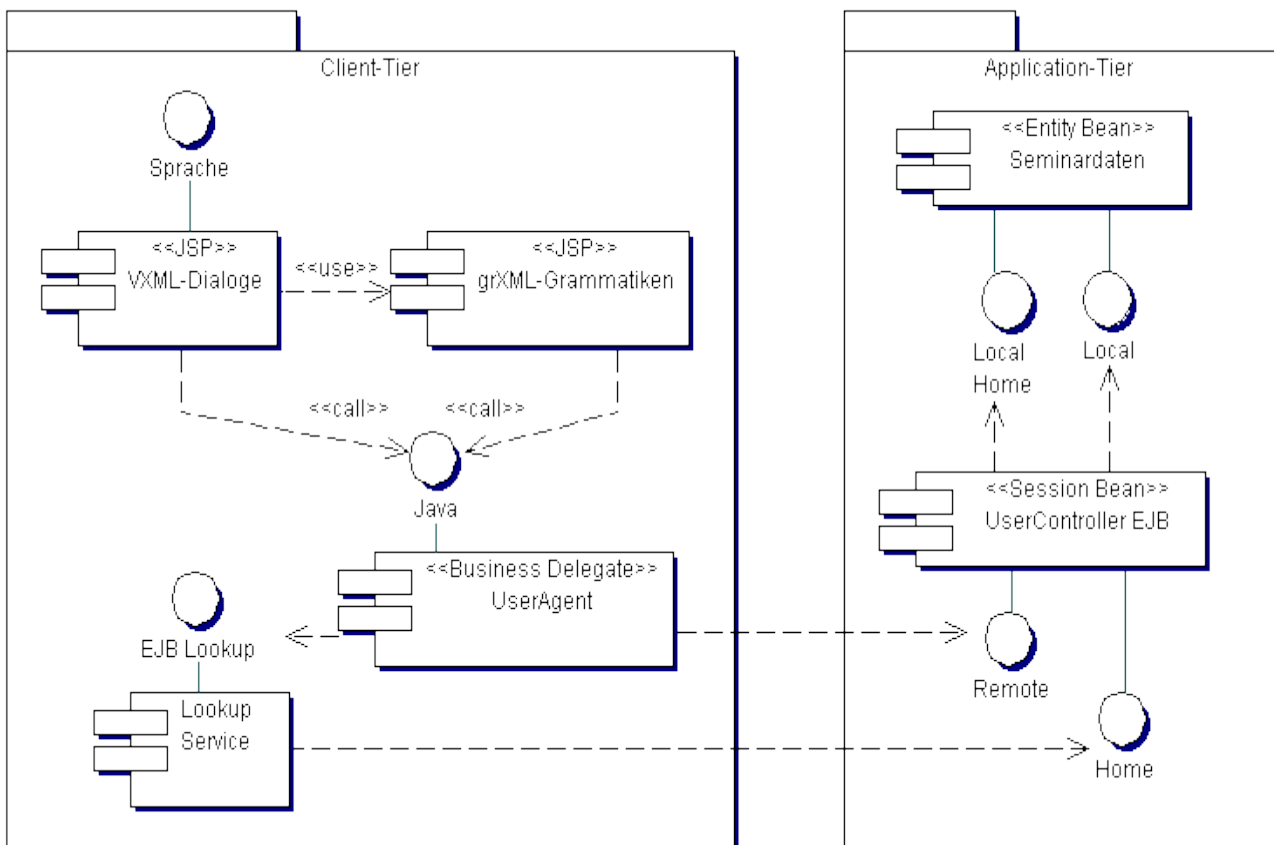 Client-Tier
Sprache
<<JSP>>
VXML-Dialoge
<<use>>
<<JSP>>
grXML-Grammatiken
<<call>>
<<call>>
Java
<<Business Delegate>>
UserAgent
EJB Lookup
Lookup
Service
Application-Tier
<<Entity Bean>>
Seminardaten
Local
Home
Local
<<Session Bean>>
UserController EJB
Remote
Home